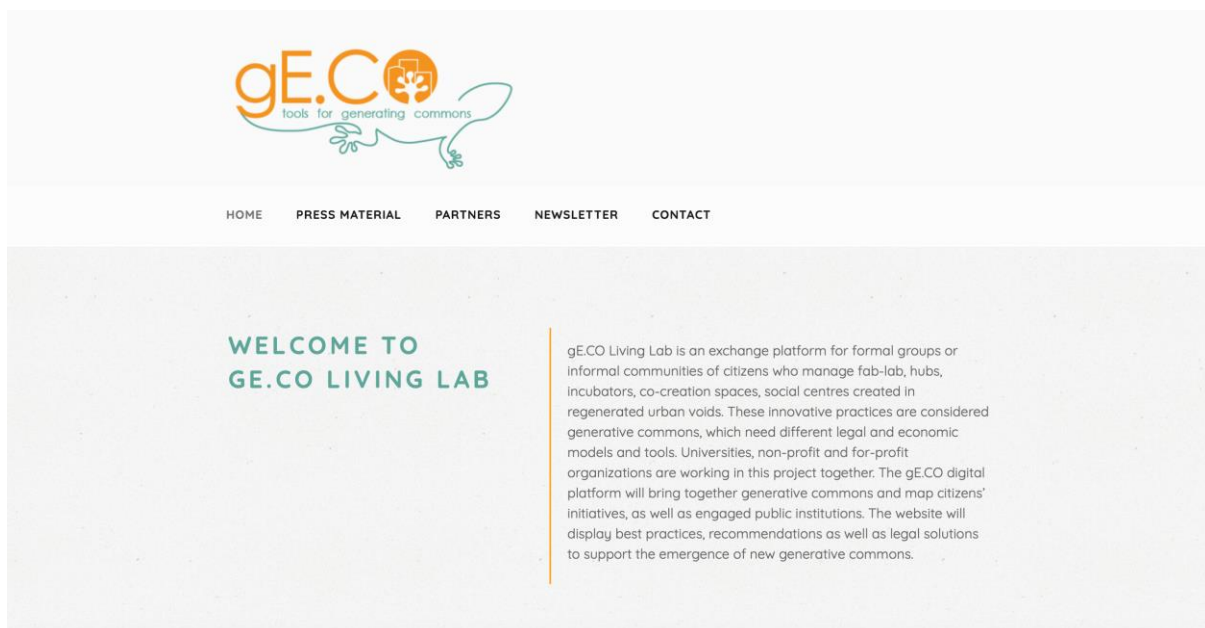 gE.CO
tools for generating commons
HOME PRESS MATERIAL PARTNERS NEWSLETTER CONTACT
WELCOME TO
GE.CO LIVING LAB
gE.CO Living Lab is an exchange platform for formal groups or
informal communities of citizens who manage fab-lab, hubs,
incubators, co-creation spaces, social centres created in
regenerated urban voids. These innovative practices are considered
generative commons, which need different legal and economic
models and tools. Universities, non-profit and for-profit
organizations are working in this project together. The gE.CO digital
platform will bring together generative commons and map citizens’
initiatives, as well as engaged public institutions. The website will
display best practices, recommendations as well as legal solutions
to support the emergence of new generative commons.